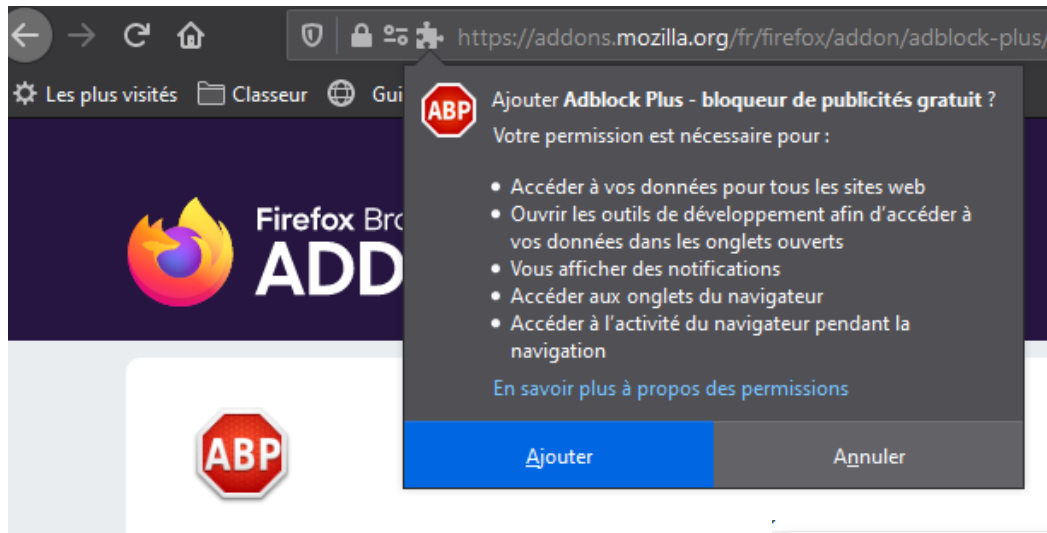 https://addons.mozilla.org/fr/firefox/addon/adblock-plus/
Les plus visités Classeur Gui
ABP
Ajouter Adblock Plus - bloqueur de publicités gratuit ?
Votre permission est nécessaire pour :
• Accéder à vos données pour tous les sites web
• Ouvrir les outils de développement afin d'accéder à
vos données dans les onglets ouverts
• Vous afficher des notifications
• Accéder aux onglets du navigateur
• Accéder à l'activité du navigateur pendant la
navigation
En savoir plus à propos des permissions
Ajouter Annuler
Firefox Bro
ADD
ABP